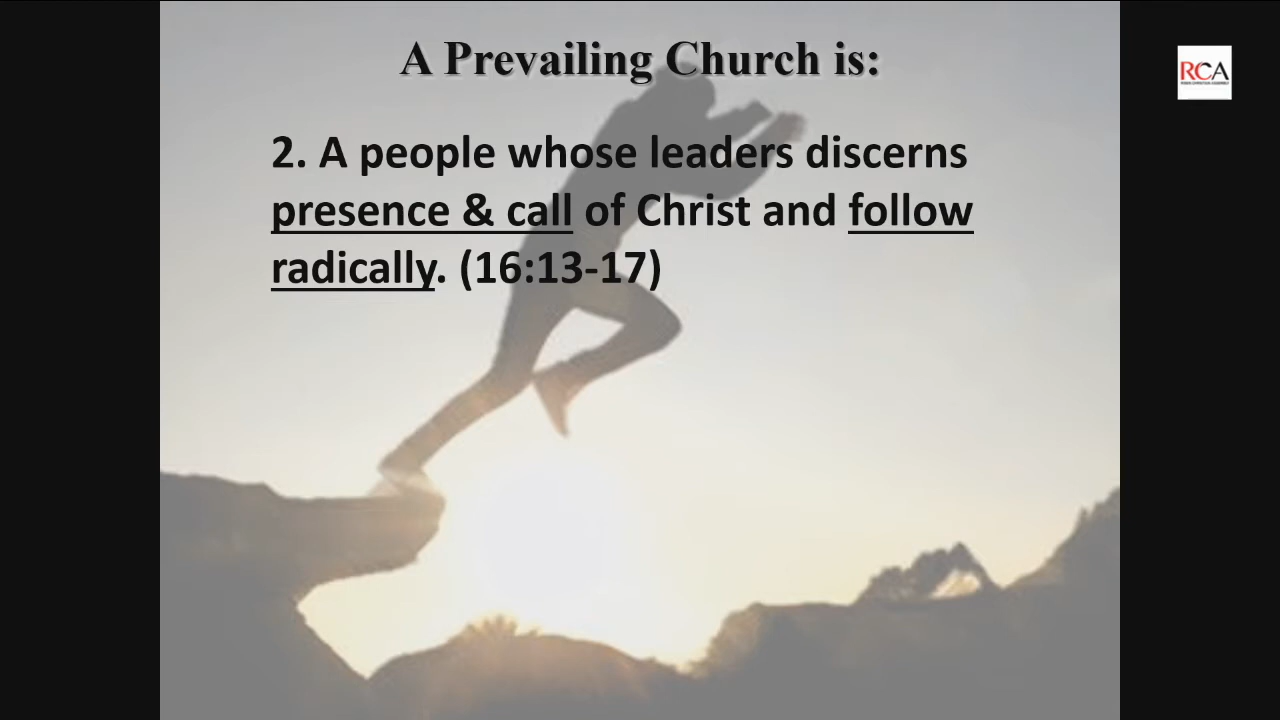 A Prevailing Church is:
RCA
2. A people whose leaders discerns
presence & call of Christ and follow
radically. (16:13-17)